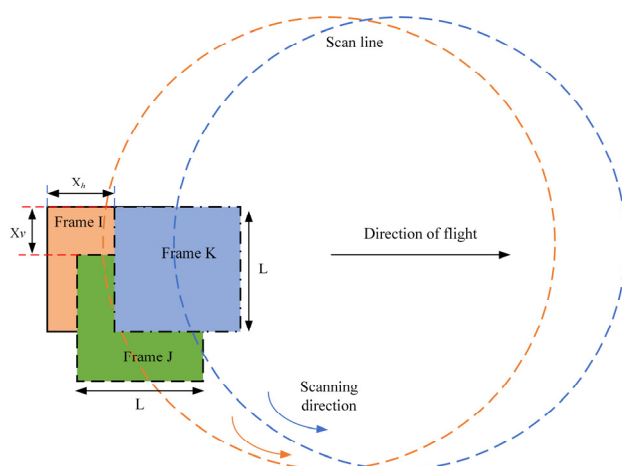 Scan line
Xh
Frame I
Xv
Frame K
L
Direction of flight
Frame J
L
Scanning
direction